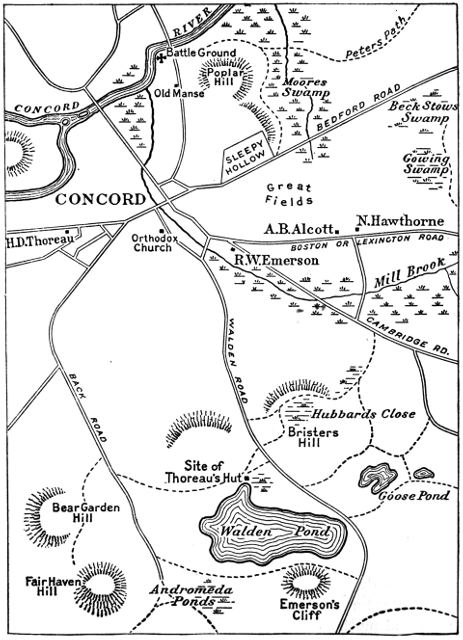 RIVER
Battle Ground
Peter's Path
Poplar
Hill
Moores
Swamp
Old Manse
CONCORD
BEDFORD ROAD
Beck Stows
Swamp
SLEEPY
HOLLOW
Gowing
Swamp
CONCORD
Great
Fields
N.Hawthorne
A.B.Alcott
H.D.Thoreau
Orthodox
Church
BOSTON OR LEXINGTON ROAD
R.W.Emerson
Mill Brook
CAMBRIDGE RD.
WALDEN ROAD
BACK ROAD
Hubbards Close
Bristers
Hill
Site of
Thoreau's Hut
Goose Pond
Bear Garden
Hill
Walden Pond
Fair Haven
Hill
Andromeda
Ponds
Emerson's
Cliff